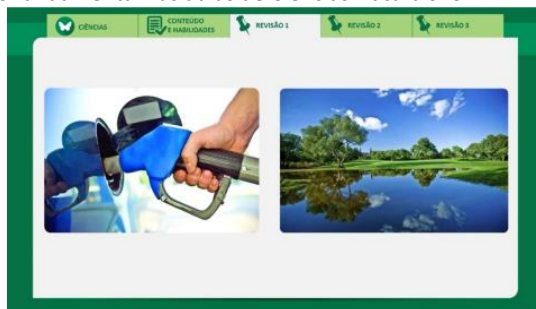 CIÊNCIAS
CONTEÚDO
E HABILIDADES
REVISÃO 1
REVISÃO 2
REVISÃO 3